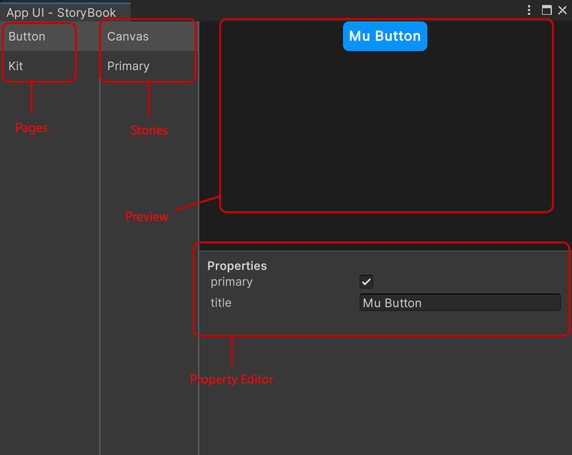 App UI - StoryBook
Button
Canvas
Mu Button
Kit
Primary
Pages
Stories
Preview
Properties
primary
title
Mu Button
Property Editor